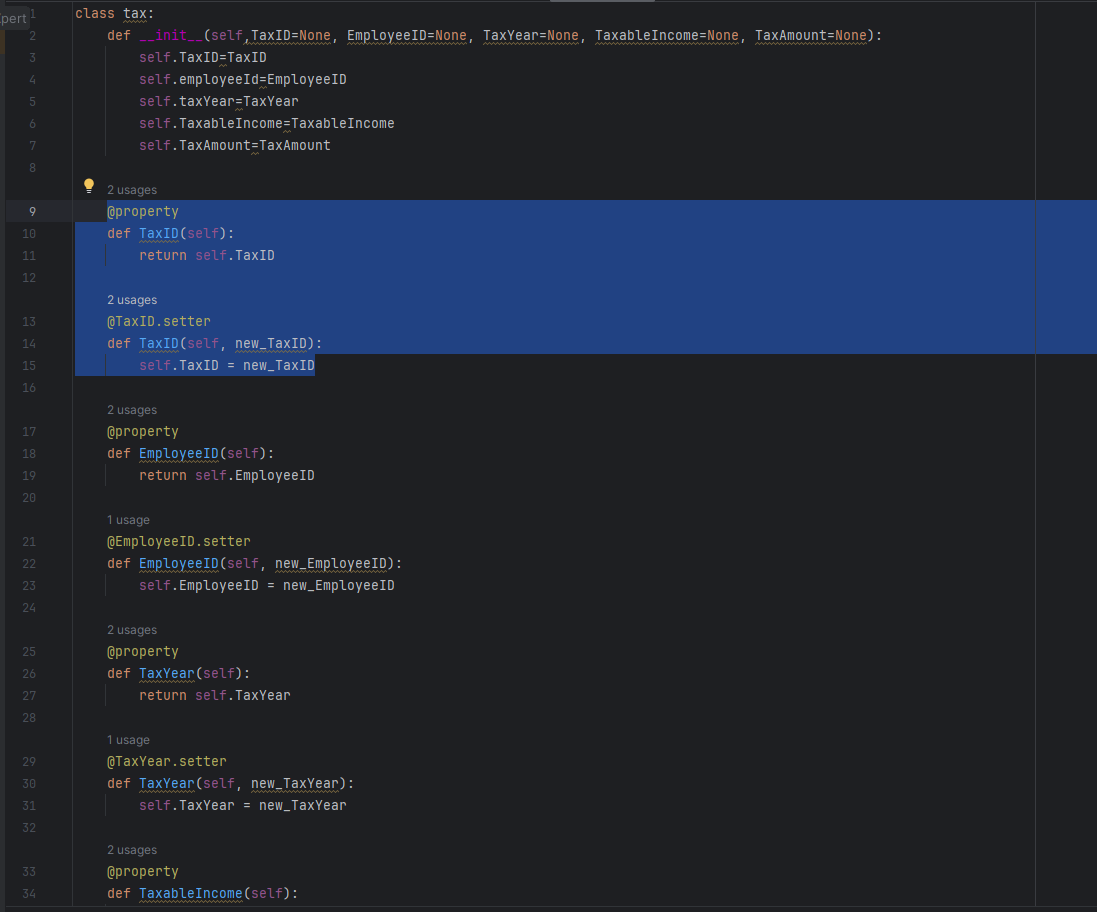 pert
1 class tax:
2 def __init__(self,TaxID=None, EmployeeID=None, TaxYear=None, TaxableIncome=None, TaxAmount=None):
3 self.TaxID=TaxID
4 self.employeeId=EmployeeID
5 self.taxYear=TaxYear
6 self.TaxableIncome=TaxableIncome
7 self.TaxAmount=TaxAmount
8
2 usages
9 @property
10 def TaxID(self):
11 return self.TaxID
12
2 usages
13 @TaxID.setter
14 def TaxID(self, new_TaxID):
15 self.TaxID = new_TaxID
16
2 usages
17 @property
18 def EmployeeID(self):
19 return self.EmployeeID
20
1 usage
21 @EmployeeID.setter
22 def EmployeeID(self, new_EmployeeID):
23 self.EmployeeID = new_EmployeeID
24
2 usages
25 @property
26 def TaxYear(self):
27 return self.TaxYear
28
1 usage
29 @TaxYear.setter
30 def TaxYear(self, new_TaxYear):
31 self.TaxYear = new_TaxYear
32
2 usages
33 @property
34 def TaxableIncome(self):